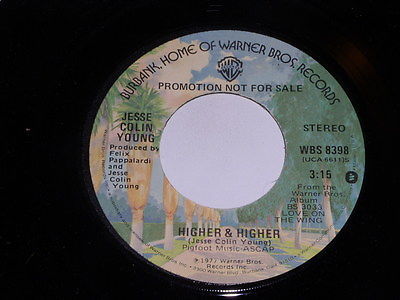 BURBANK, HOME OF WARNER BROS. RECORDS
PROMOTION NOT FOR SALE
JESSE
COLIN
YOUNG
Produced by
Felix
Pappalardi and
Jesse
Colin
Young
STEREO
WBS 8398
(UCA 6611)S
3:15
From the
Warner Bros.
Album
BS 3033
LOVE ON
THE WING
HIGHER & HIGHER
(Jesse Colin Young)
Pigfoot Music-ASCAP
© 1977 Warner Bros.
Records Inc.